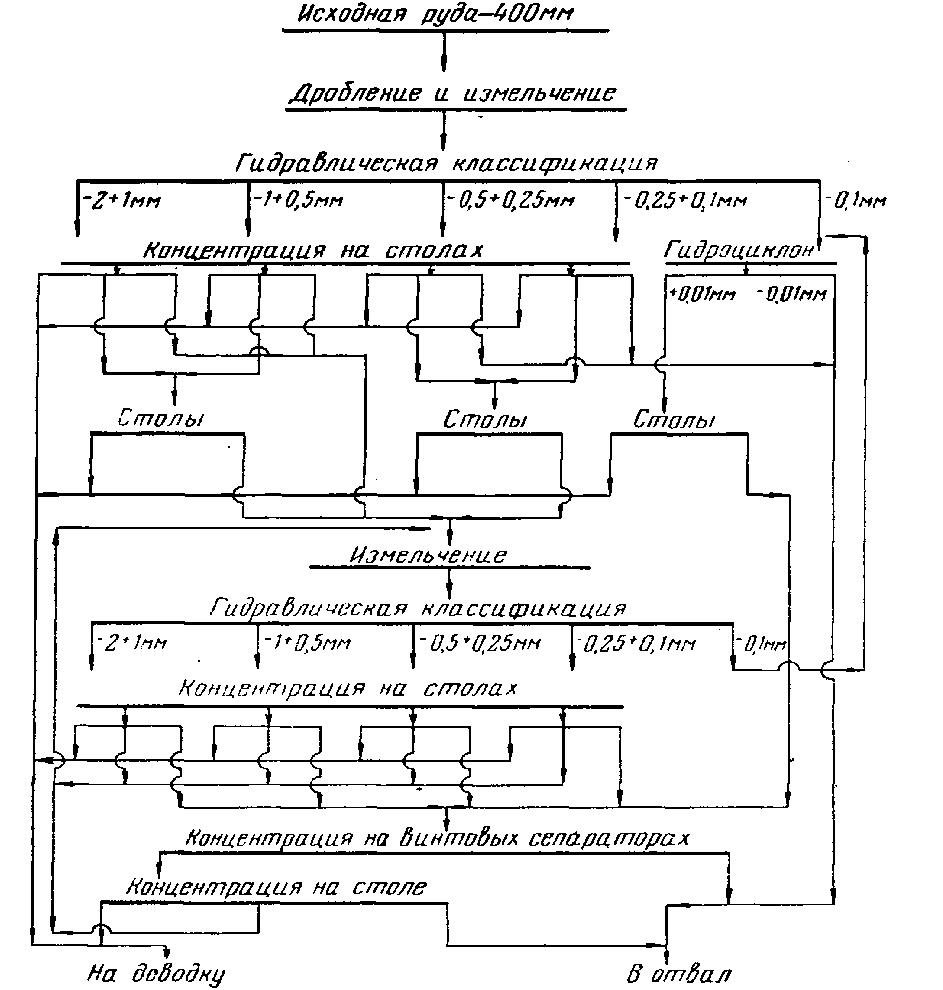 Исходная руда-400мм
Дробление и измельчение
Гидравлическая классификация
-2+1мм -1+0,5мм -0,5+0,25мм -0,25+0,1мм -0,1мм
Концентрация на столах Гидроциклон
+0,01мм -0,01мм
Столы Столы Столы
Измельчение
Гидравлическая классификация
-2+1мм -1+0,5мм -0,5+0,25мм -0,25+0,1мм -0,1мм
Концентрация на столах
Концентрация на винтовых сепараторах
Концентрация на столе
На доводку В отвал